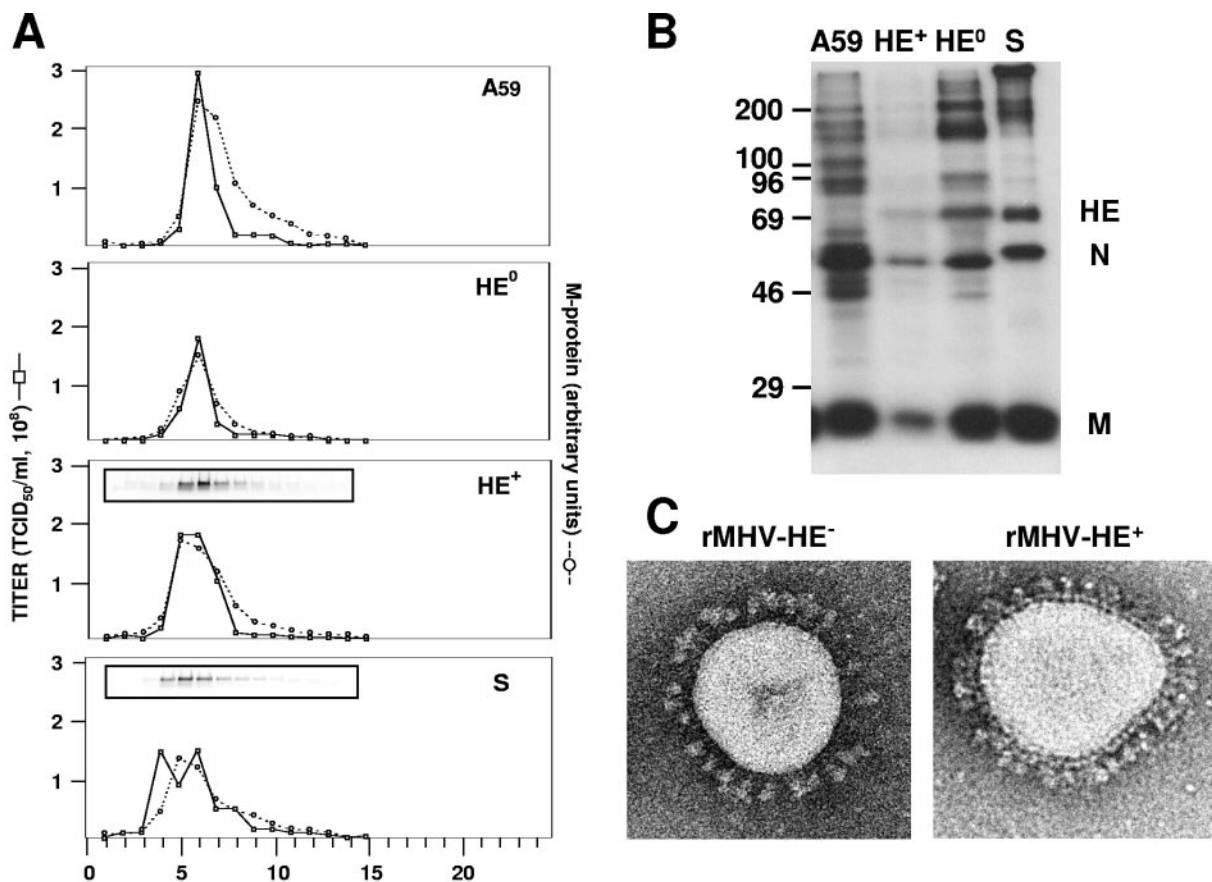 A
TITER (TCID50/ml, 10⁸) —□—
M-protein (arbitrary units) --○--
3
2
1
A59
3
2
1
HE⁰
3
2
1
HE⁺
3
2
1
S
0 5 10 15 20
B
A59 HE⁺ HE⁰ S
200
100
96
69
46
29
HE
N
M
C
rMHV-HE⁻ rMHV-HE⁺